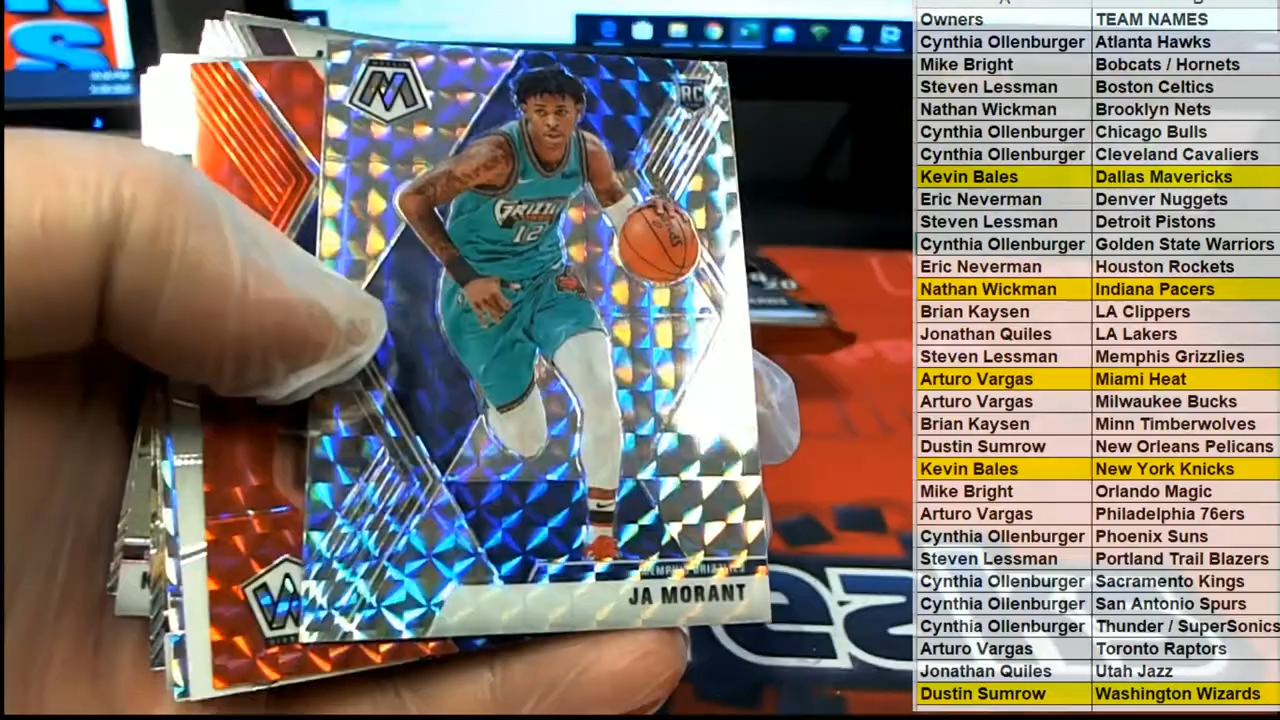 RC
GRIZZLI
12
MEMPHIS GRIZZLIES
JA MORANT
Owners TEAM NAMES
Cynthia Ollenburger Atlanta Hawks
Mike Bright Bobcats / Hornets
Steven Lessman Boston Celtics
Nathan Wickman Brooklyn Nets
Cynthia Ollenburger Chicago Bulls
Cynthia Ollenburger Cleveland Cavaliers
Kevin Bales Dallas Mavericks
Eric Neverman Denver Nuggets
Steven Lessman Detroit Pistons
Cynthia Ollenburger Golden State Warriors
Eric Neverman Houston Rockets
Nathan Wickman Indiana Pacers
Brian Kaysen LA Clippers
Jonathan Quiles LA Lakers
Steven Lessman Memphis Grizzlies
Arturo Vargas Miami Heat
Arturo Vargas Milwaukee Bucks
Brian Kaysen Minn Timberwolves
Dustin Sumrow New Orleans Pelicans
Kevin Bales New York Knicks
Mike Bright Orlando Magic
Arturo Vargas Philadelphia 76ers
Cynthia Ollenburger Phoenix Suns
Steven Lessman Portland Trail Blazers
Cynthia Ollenburger Sacramento Kings
Cynthia Ollenburger San Antonio Spurs
Cynthia Ollenburger Thunder / SuperSonics
Arturo Vargas Toronto Raptors
Jonathan Quiles Utah Jazz
Dustin Sumrow Washington Wizards